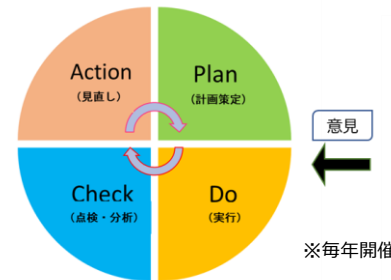 Action
(見直し)
Plan
(計画策定)
意見
Check
(点検・分析)
Do
(実行)
※毎年開催